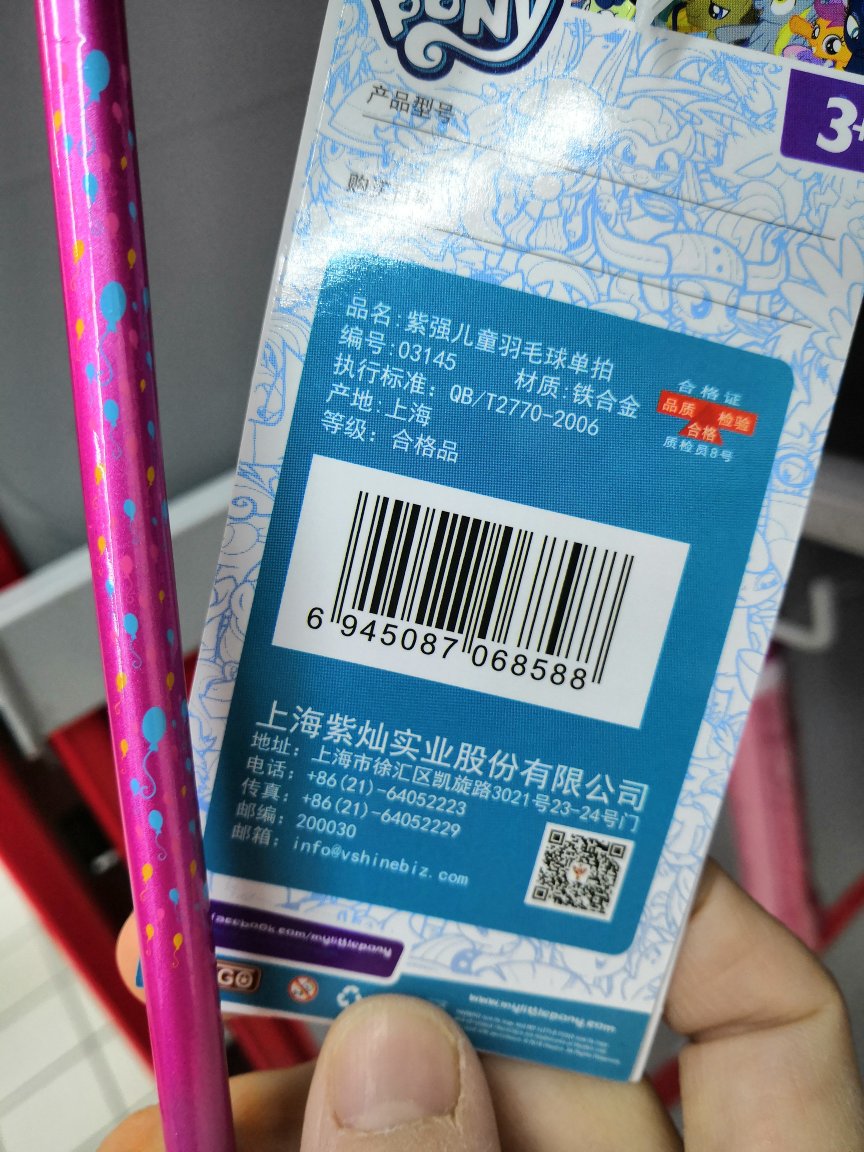 PONY
产品型号
3+
品名:紫强儿童羽毛球单拍
编号:03145 材质:铁合金
执行标准: QB/T2770-2006
产地:上海
等级: 合格品
合格证
品质 检验
合格
质检员8号
6 945087 068588
上海紫灿实业股份有限公司
地址: 上海市徐汇区凯旋路3021号23-24号门
电话: +86(21)-64052223
传真: +86(21)-64052229
邮编: 200030
邮箱: info@vshinebiz.com
facebook.com/mylittlepony
www.mylittlepony.com